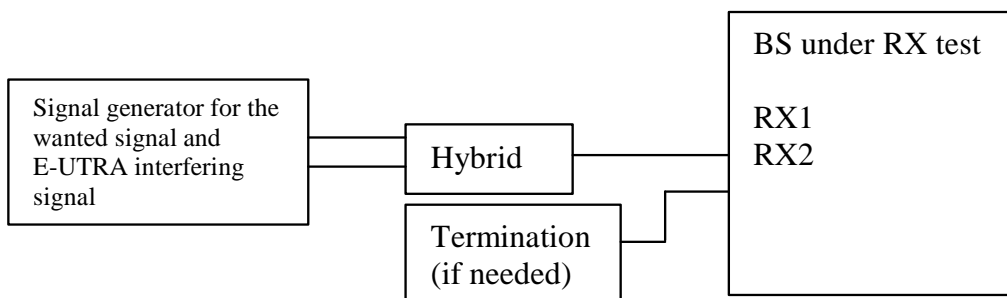 Signal generator for the
wanted signal and
E-UTRA interfering
signal
Hybrid
Termination
(if needed)
BS under RX test
RX1
RX2